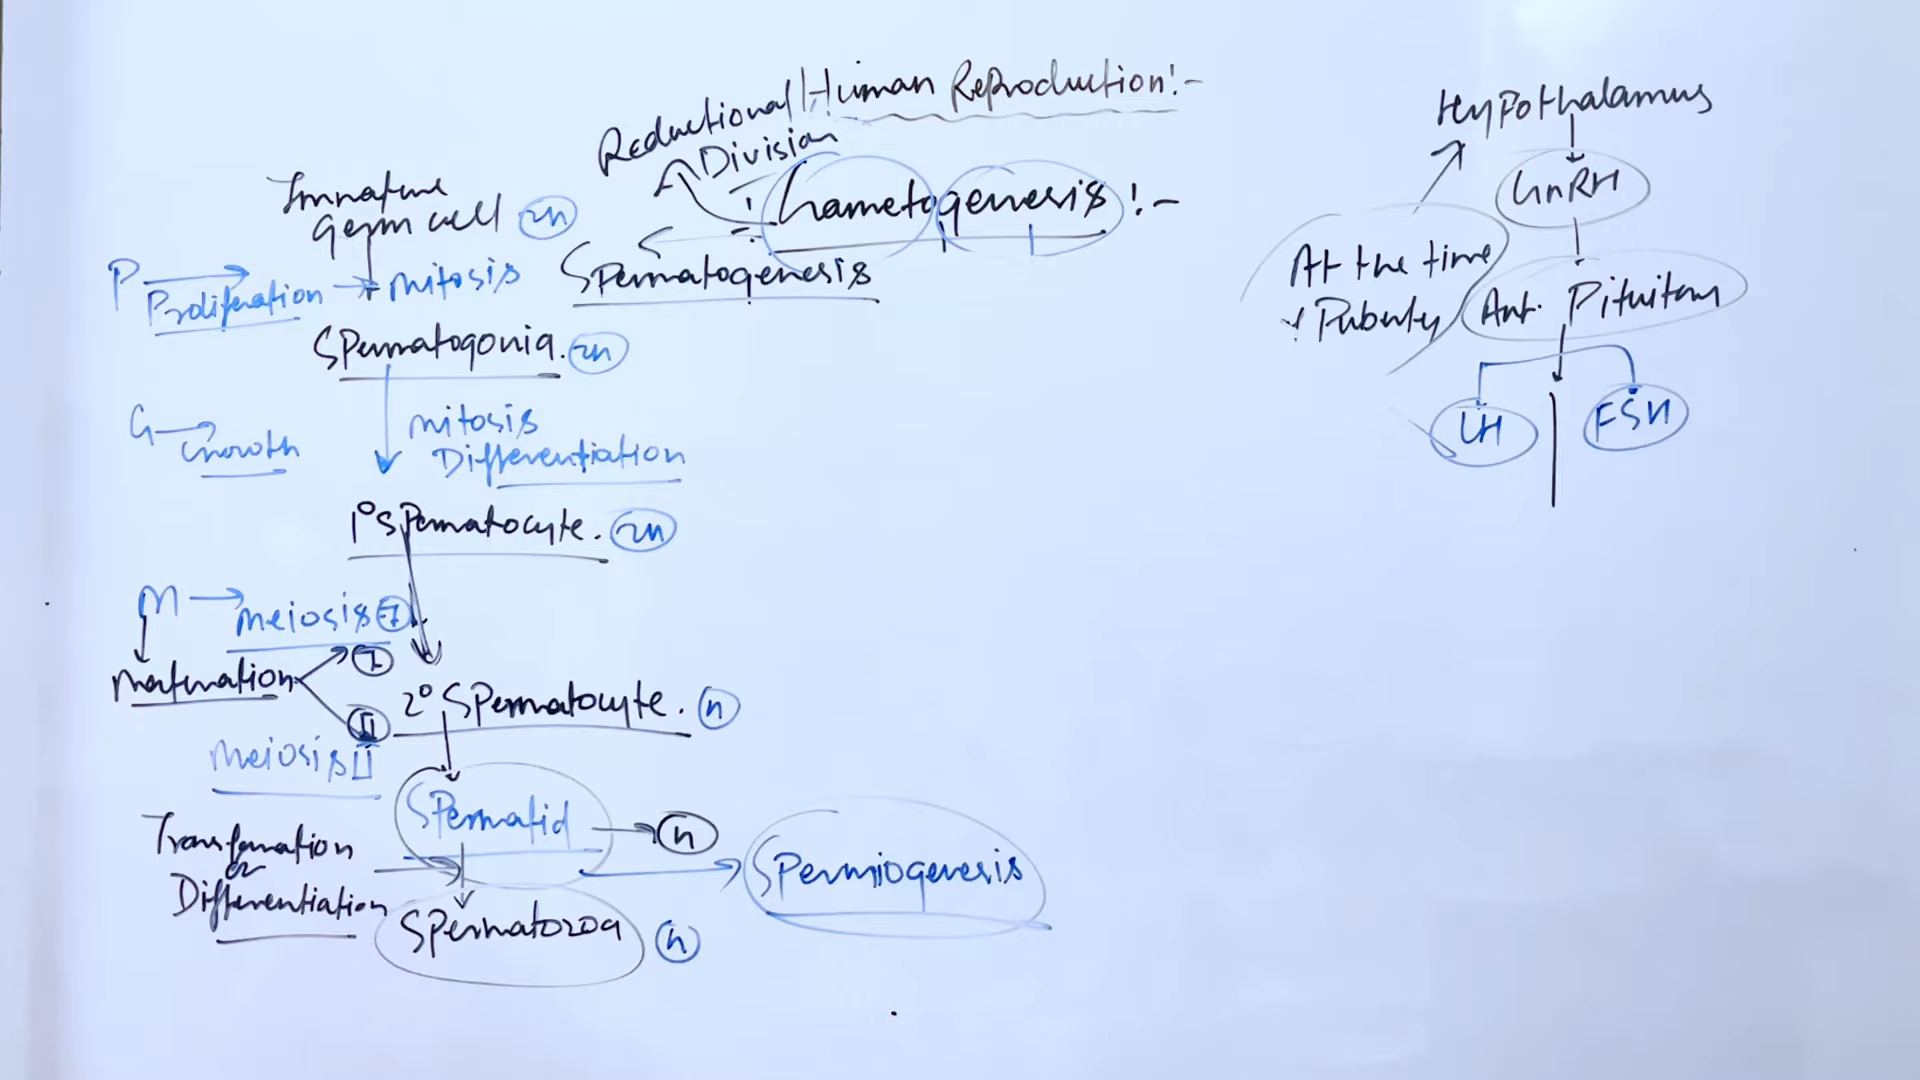 Human Reproduction:-
Reductional
Division
Gametogenesis:-
Spermatogenesis
Immature
germ cell 2n
P
Proliferation → mitosis
Spermatogonia. 2n
G → Growth
mitosis
Differentiation
1° Spermatocyte. 2n
M → meiosis I
maturation
I
II
2° Spermatocyte. n
meiosis II
Spermatid → n
Transformation
or
Differentiation
Spermiogenesis
Spermatozoa n
Hypothalamus
GnRH
At the time
Puberty
Ant. Pituitary
LH
FSH